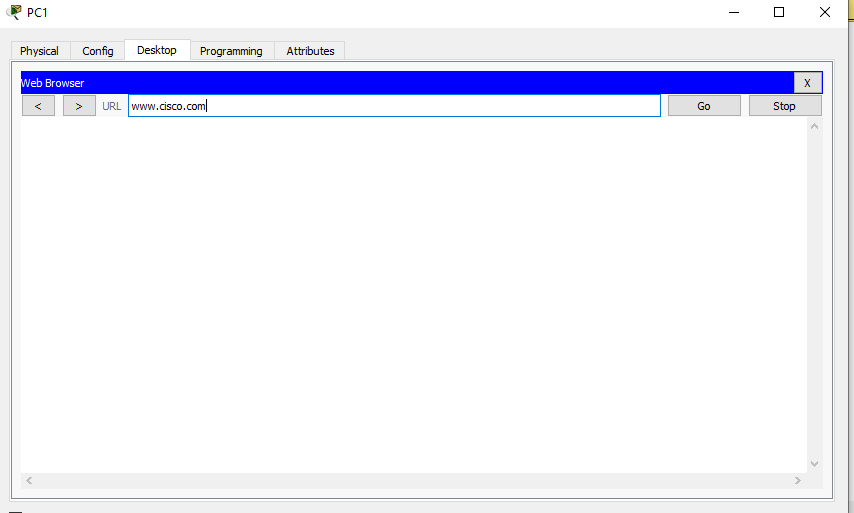 PC1
Physical Config Desktop Programming Attributes
Web Browser X
< > URL www.cisco.com Go Stop